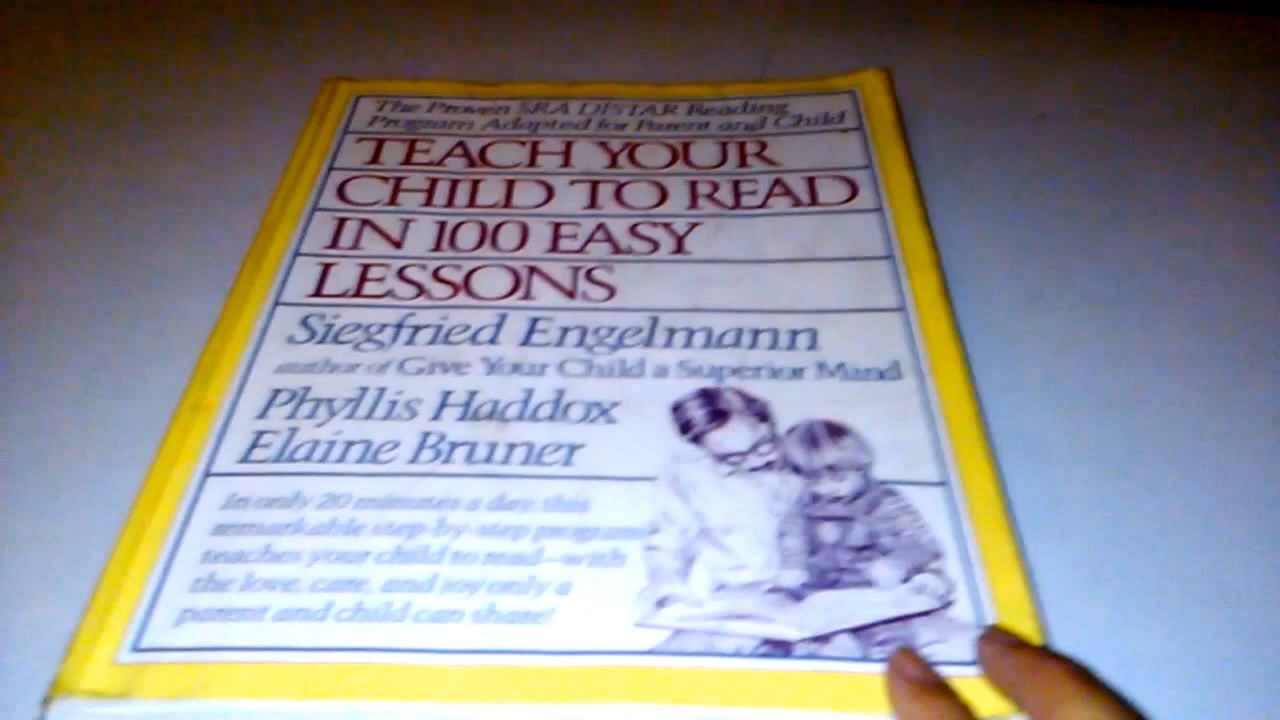 The Proven SRA DISTAR Reading
Program Adapted for Parent and Child
TEACH YOUR
CHILD TO READ
IN 100 EASY
LESSONS
Siegfried Engelmann
author of Give Your Child a Superior Mind
Phyllis Haddox
Elaine Bruner
In only 20 minutes a day, this
remarkable step-by-step program
teaches your child to read—with
the love, care, and joy only a
parent and child can share!